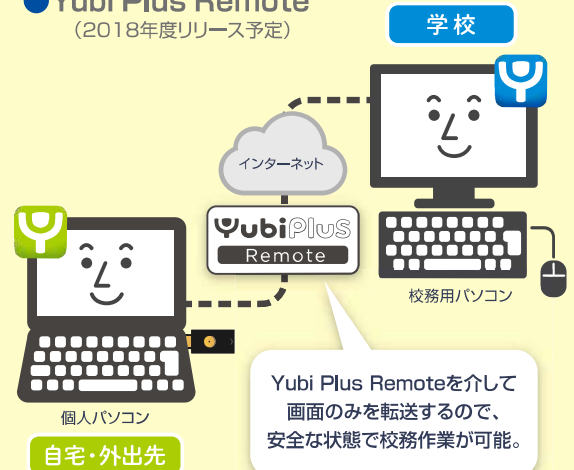 ●Yubi Plus Remote
（2018年度リリース予定）
学校
インターネット
YubiPlus
Remote
校務用パソコン
Yubi Plus Remoteを介して
画面のみを転送するので、
安全な状態で校務作業が可能。
個人パソコン
自宅・外出先